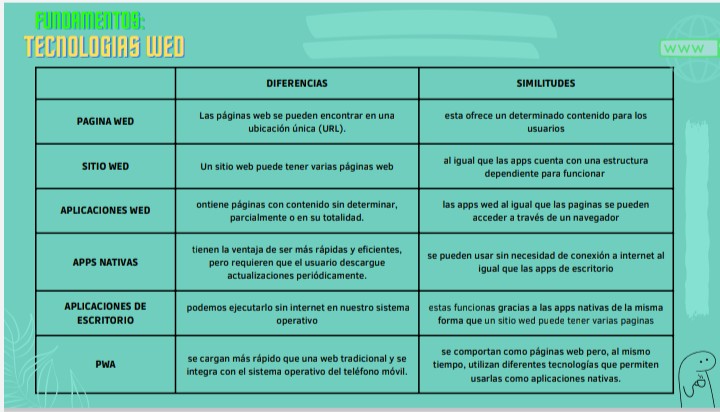 FUNDAMENTOS:
TECNOLOGIAS WED
WWW
DIFERENCIAS
SIMILITUDES
PAGINA WED
Las páginas web se pueden encontrar en una
ubicación única (URL).
esta ofrece un determinado contenido para los
usuarios
SITIO WED
Un sitio web puede tener varias páginas web
al igual que las apps cuenta con una estructura
dependiente para funcionar
APLICACIONES WED
ontiene páginas con contenido sin determinar,
parcialmente o en su totalidad.
las apps wed al igual que las paginas se pueden
acceder a través de un navegador
APPS NATIVAS
tienen la ventaja de ser más rápidas y eficientes,
pero requieren que el usuario descargue
actualizaciones periódicamente.
se pueden usar sin necesidad de conexión a internet al
igual que las apps de escritorio
APLICACIONES DE
ESCRITORIO
podemos ejecutarlo sin internet en nuestro sistema
operativo
estas funcionas gracias a las apps nativas de la misma
forma que un sitio wed puede tener varias paginas
PWA
se cargan más rápido que una web tradicional y se
integra con el sistema operativo del teléfono móvil.
se comportan como páginas web pero, al mismo
tiempo, utilizan diferentes tecnologías que permiten
usarlas como aplicaciones nativas.